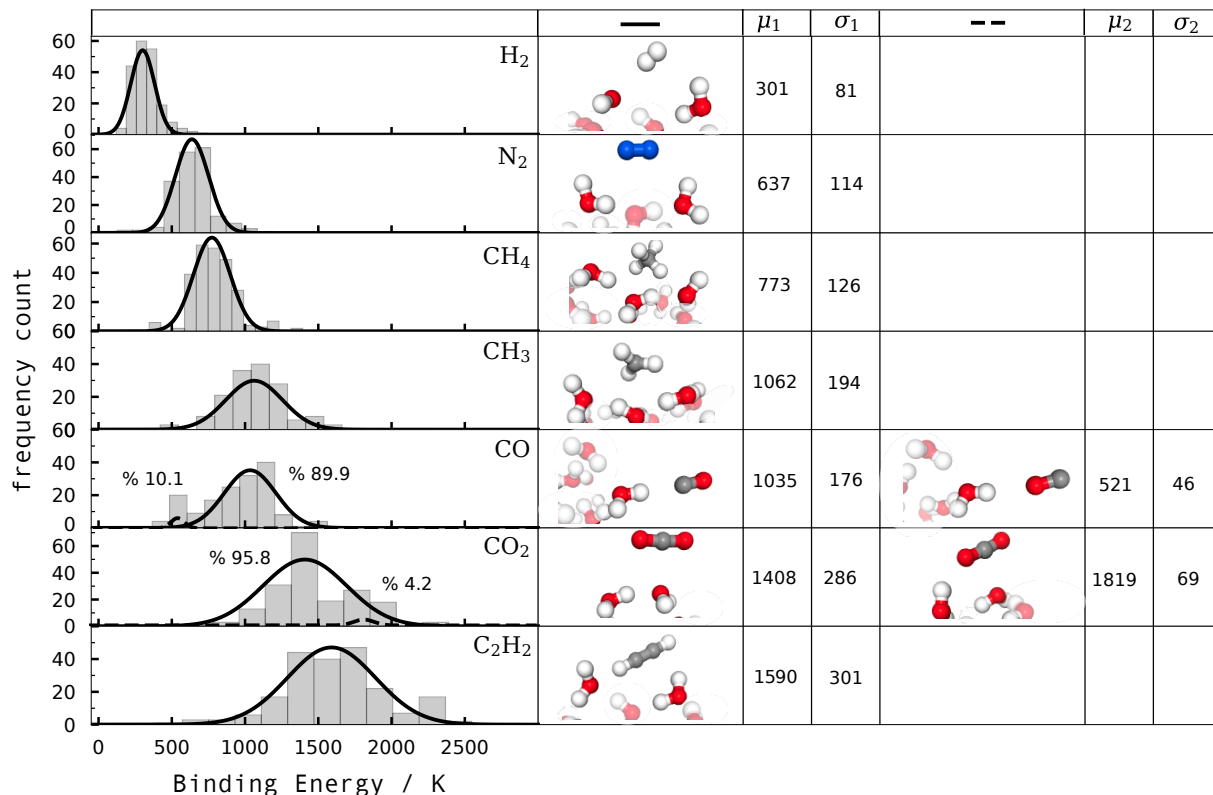 μ₁ σ₁ μ₂ σ₂
frequency count
60 40 20 0 H₂ 301 81
60 40 20 0 N₂ 637 114
60 40 20 0 CH₄ 773 126
60 40 20 0 CH₃ 1062 194
60 40 20 0 CO % 10.1 % 89.9 1035 176 521 46
60 40 20 0 CO₂ % 95.8 % 4.2 1408 286 1819 69
40 20 0 C₂H₂ 1590 301
0 500 1000 1500 2000 2500
Binding Energy / K